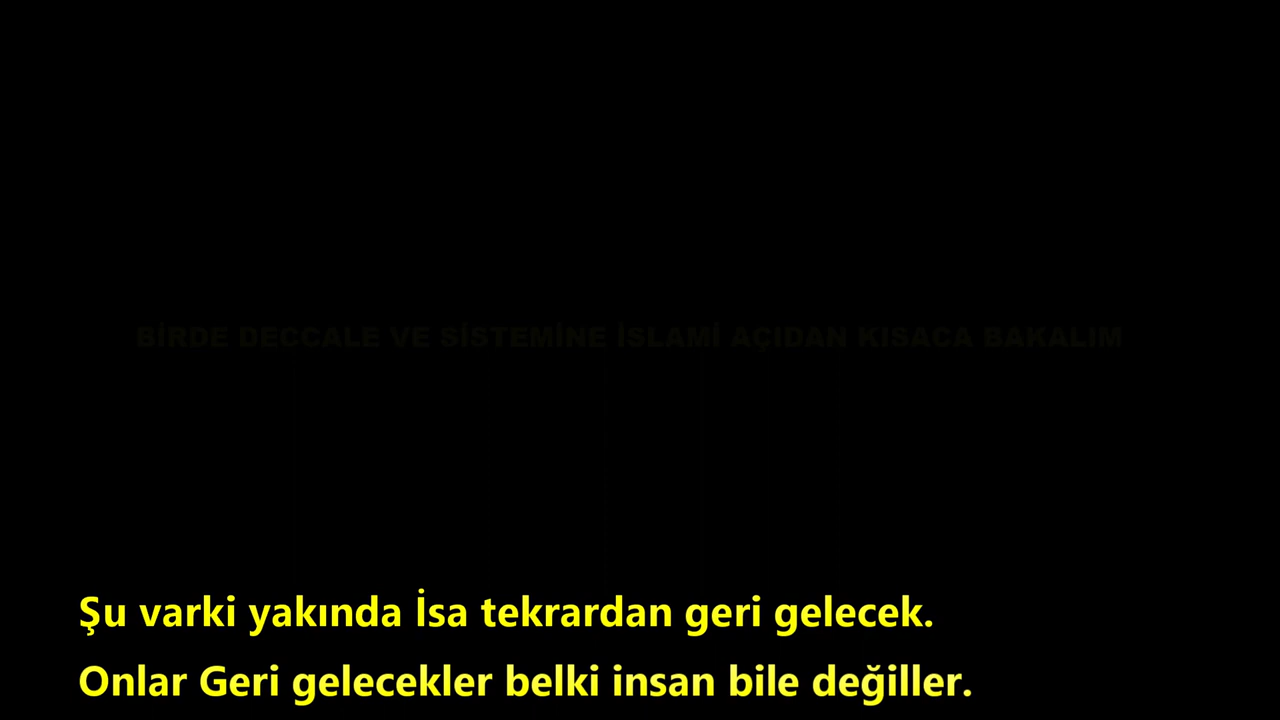 BİRDE DECCALE VE SİSTEMİNE İSLAMİ AÇIDAN KISACA BAKALIM
Şu varki yakında İsa tekrardan geri gelecek.
Onlar Geri gelecekler belki insan bile değiller.